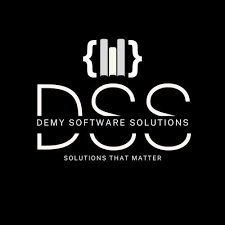 DSS
DEMY SOFTWARE SOLUTIONS
SOLUTIONS THAT MATTER